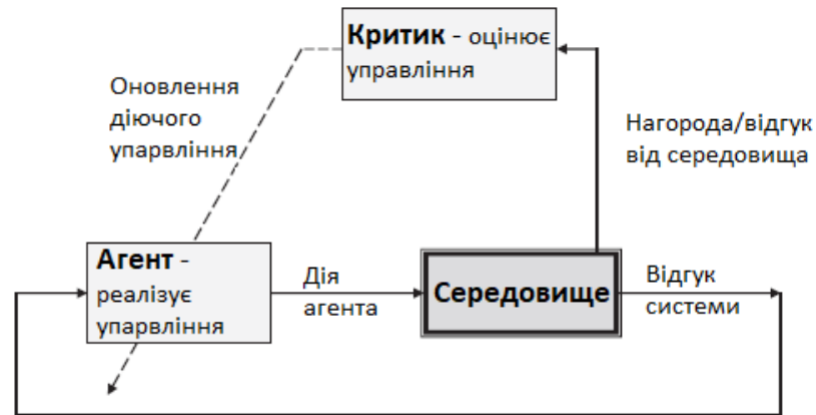 Критик - оцінює
управління
Оновлення
діючого
упарвління
Нагорода/відгук
від середовища
Агент -
реалізує
упарвління
Дія
агента
Середовище
Відгук
системи